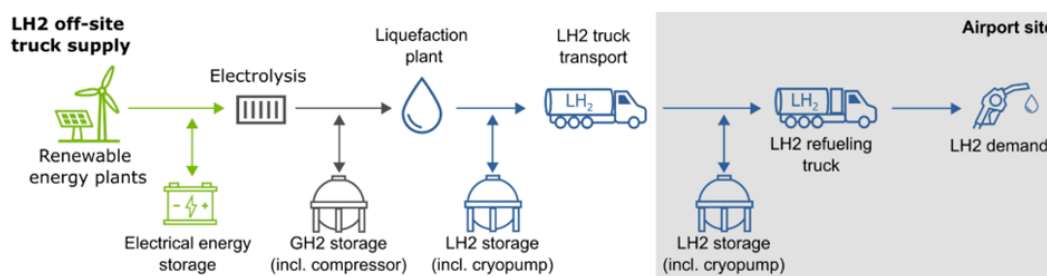 LH2 off-site
truck supply
Airport site
Liquefaction
plant
LH2 truck
transport
Electrolysis
LH₂
LH₂
Renewable
energy plants
LH2 refueling
truck
LH2 demand
- +
Electrical energy
storage
GH2 storage
(incl. compressor)
LH2 storage
(incl. cryopump)
LH2 storage
(incl. cryopump)